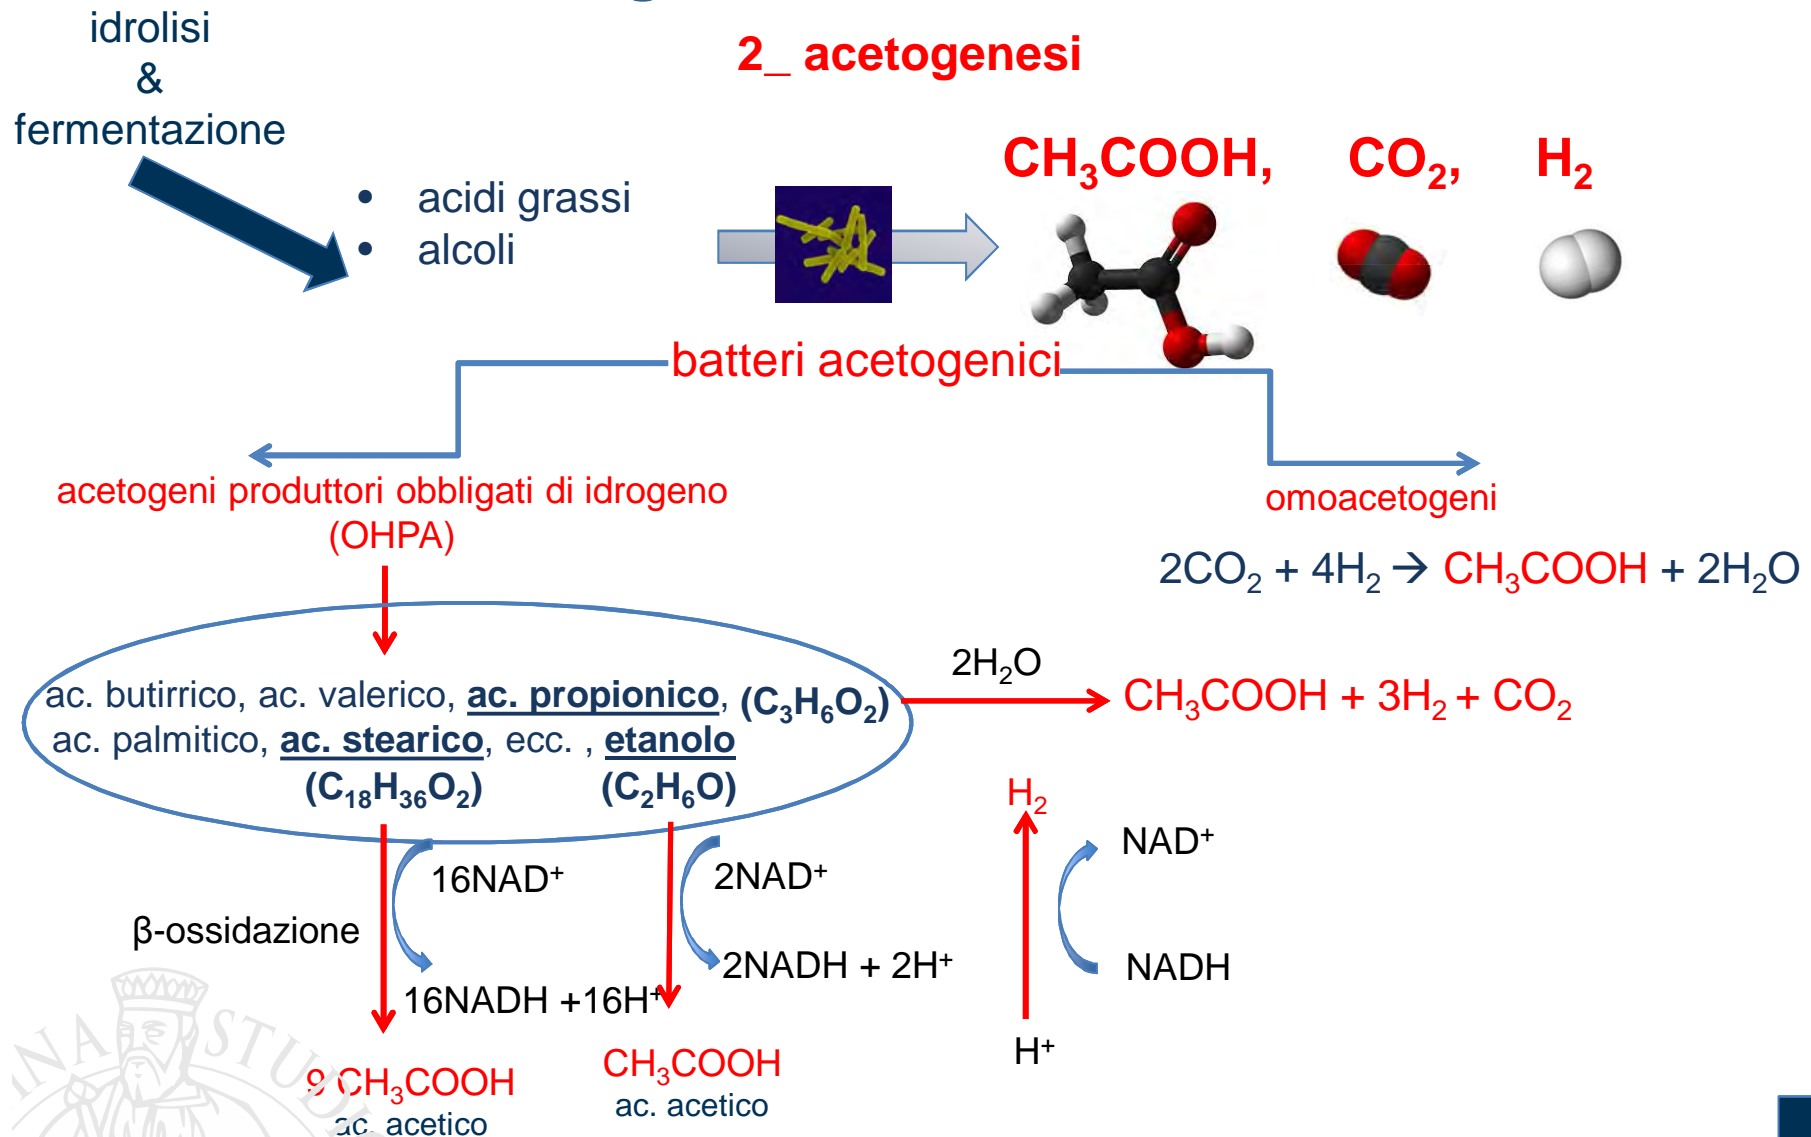 idrolisi
&
fermentazione
2_ acetogenesi
• acidi grassi
• alcoli
CH₃COOH, CO₂, H₂
batteri acetogenici
acetogeni produttori obbligati di idrogeno
(OHPA)
omoacetogeni
2CO₂ + 4H₂ → CH₃COOH + 2H₂O
ac. butirrico, ac. valerico, ac. propionico, (C₃H₆O₂)
ac. palmitico, ac. stearico, ecc. , etanolo
(C₁₈H₃₆O₂) (C₂H₆O)
2H₂O
CH₃COOH + 3H₂ + CO₂
β-ossidazione
16NAD⁺
16NADH +16H⁺
9 CH₃COOH
ac. acetico
2NAD⁺
2NADH + 2H⁺
CH₃COOH
ac. acetico
H₂
NAD⁺
NADH
H⁺